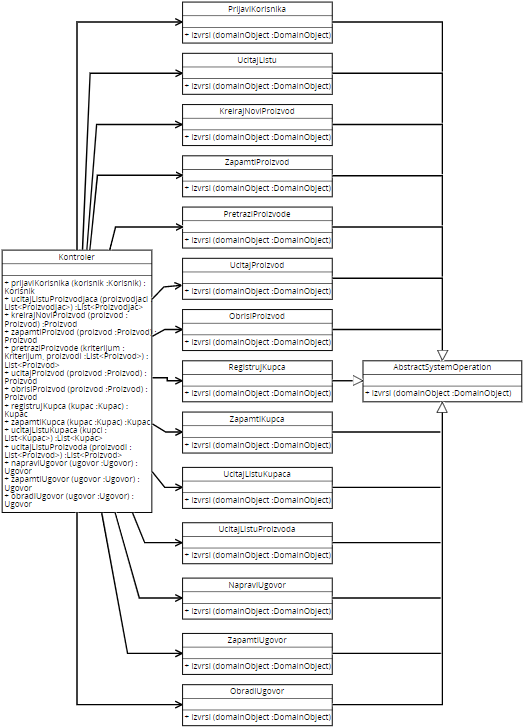 PrijaviKorisnika
+ izvrsi (domainObject :DomainObject)
UcitajListu
+ izvrsi (domainObject :DomainObject)
KreirajNoviProizvod
+ izvrsi (domainObject :DomainObject)
ZapamtiProizvod
+ izvrsi (domainObject :DomainObject)
PretraziProizvode
+ izvrsi (domainObject :DomainObject)
UcitajProizvod
+ izvrsi (domainObject :DomainObject)
ObrisiProizvod
+ izvrsi (domainObject :DomainObject)
RegistrujKupca
+ izvrsi (domainObject :DomainObject)
ZapamtiKupca
+ izvrsi (domainObject :DomainObject)
UcitajListuKupaca
+ izvrsi (domainObject :DomainObject)
UcitajListuProizvoda
+ izvrsi (domainObject :DomainObject)
NapraviUgovor
+ izvrsi (domainObject :DomainObject)
ZapamtiUgovor
+ izvrsi (domainObject :DomainObject)
ObradiUgovor
+ izvrsi (domainObject :DomainObject)
Kontroler
+ prijaviKorisnika (korisnik :Korisnik) :
Korisnik
+ ucitajListuProizvodjaca (proizvodjaci :
List<Proizvodjac>) :List<Proizvodjac>
+ kreirajNoviProizvod (proizvod :
Proizvod) :Proizvod
+ zapamtiProizvod (proizvod :Proizvod) :
Proizvod
+ pretraziProizvode (kriterijum :
Kriterijum, proizvodi :List<Proizvod>) :
List<Proizvod>
+ ucitajProizvod (proizvod :Proizvod) :
Proizvod
+ obrisiProizvod (proizvod :Proizvod) :
Proizvod
+ registrujKupca (kupac :Kupac) :
Kupac
+ zapamtiKupca (kupac :Kupac) :Kupac
+ ucitajListuKupaca (kupci :
List<Kupac>) :List<Kupac>
+ ucitajListuProizvoda (proizvodi :
List<Proizvod>) :List<Proizvod>
+ napraviUgovor (ugovor :Ugovor) :
Ugovor
+ zapamtiUgovor (ugovor :Ugovor) :
Ugovor
+ obradiUgovor (ugovor :Ugovor) :
Ugovor
AbstractSystemOperation
+ izvrsi (domainObject :DomainObject)